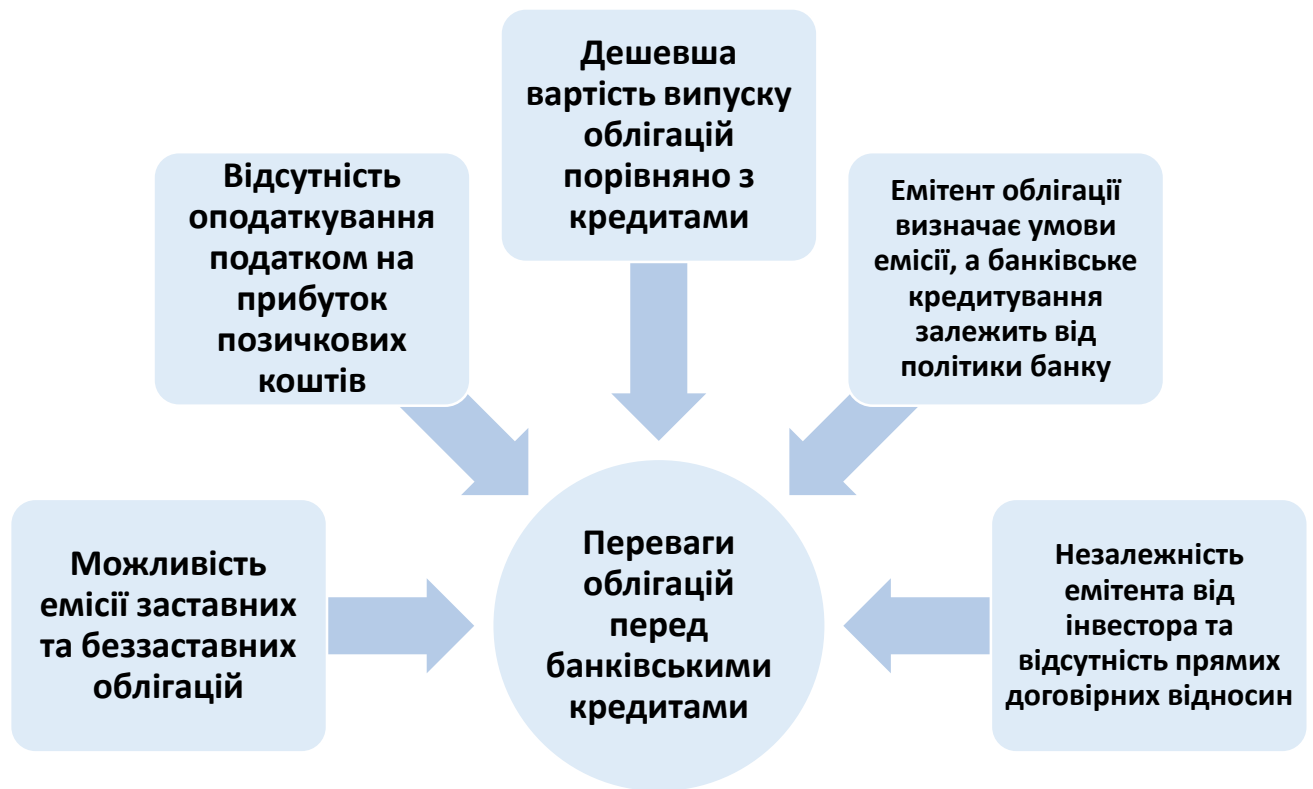 Дешевша
вартість випуску
облігацій
порівняно з
кредитами
Відсутність
оподаткування
податком на
прибуток
позичкових
коштів
Емітент облігації
визначає умови
емісії, а банківське
кредитування
залежить від
політики банку
Можливість
емісії заставних
та беззаставних
облігацій
Переваги
облігацій
перед
банківськими
кредитами
Незалежність
емітента від
інвестора та
відсутність прямих
договірних відносин